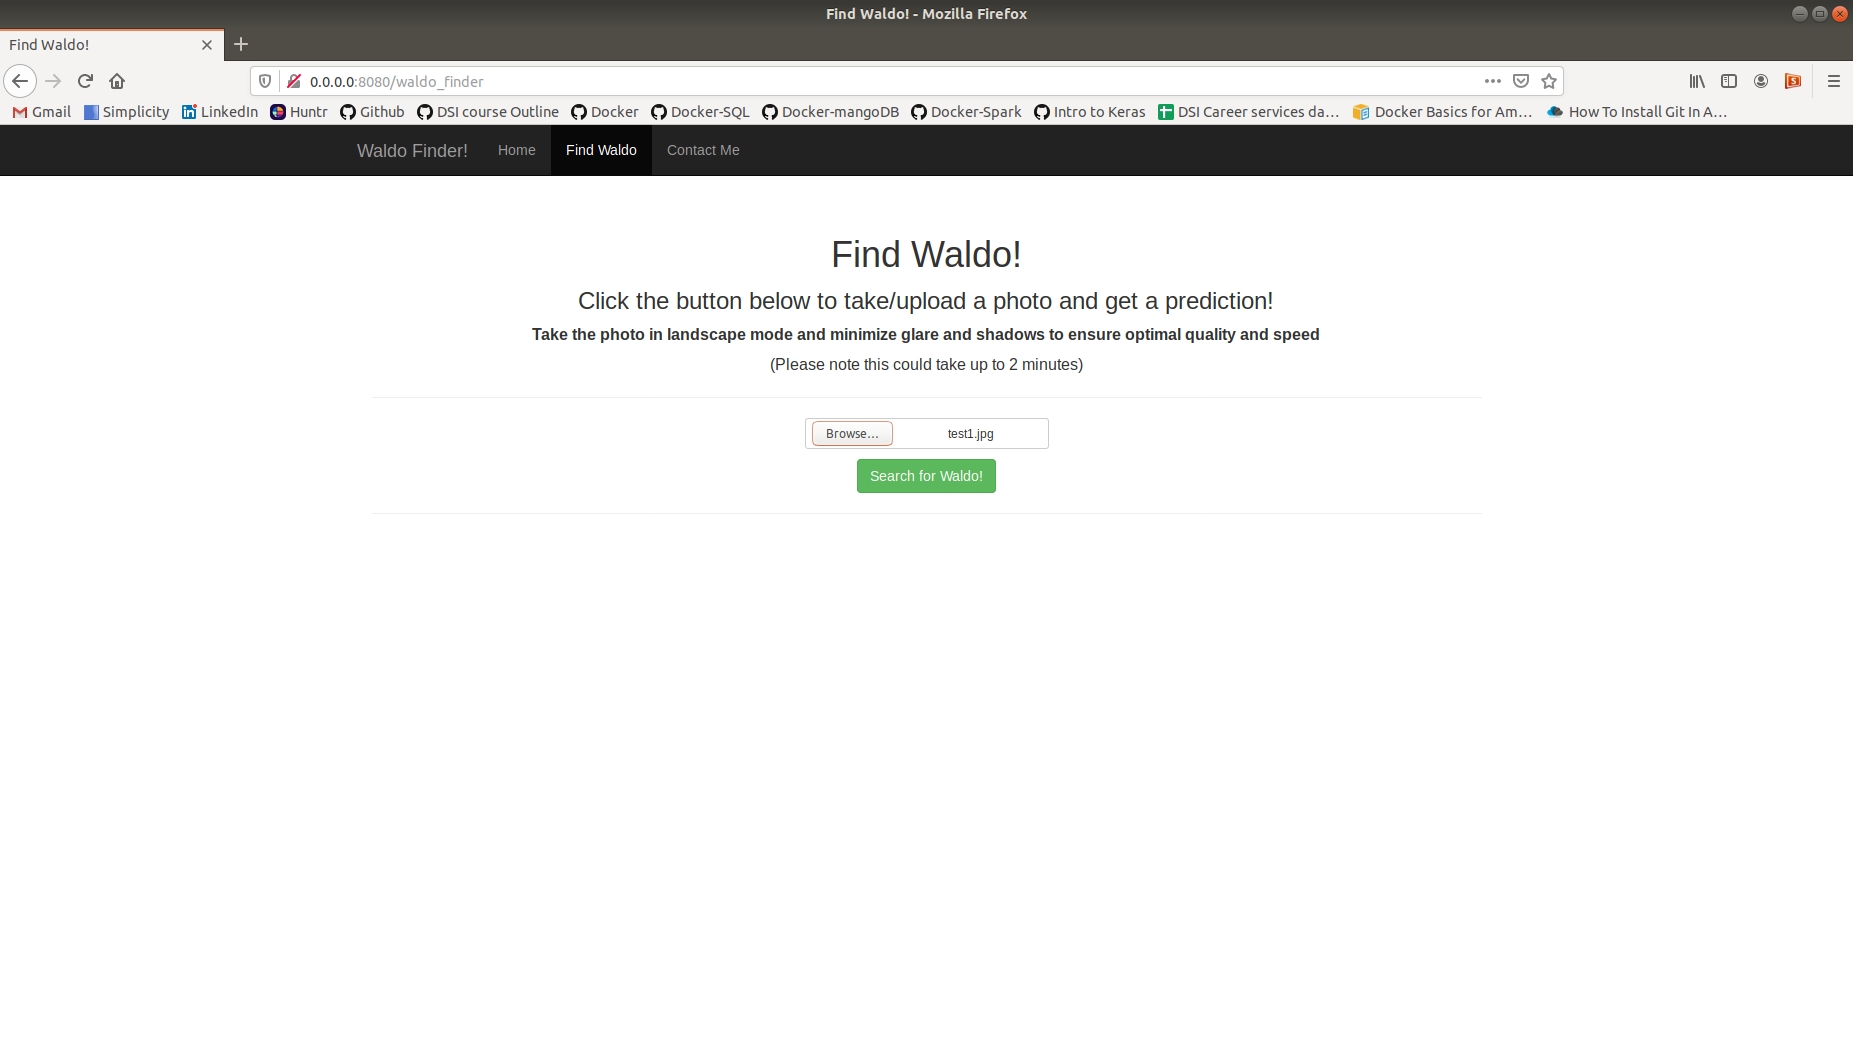 Find Waldo! - Mozilla Firefox
Find Waldo!
0.0.0.0:8080/waldo_finder
Gmail Simplicity LinkedIn Huntr Github DSI course Outline Docker Docker-SQL Docker-mangoDB Docker-Spark Intro to Keras DSI Career services da... Docker Basics for Am... How To Install Git In A...
Waldo Finder! Home Find Waldo Contact Me
Find Waldo!
Click the button below to take/upload a photo and get a prediction!
Take the photo in landscape mode and minimize glare and shadows to ensure optimal quality and speed
(Please note this could take up to 2 minutes)
Browse... test1.jpg
Search for Waldo!